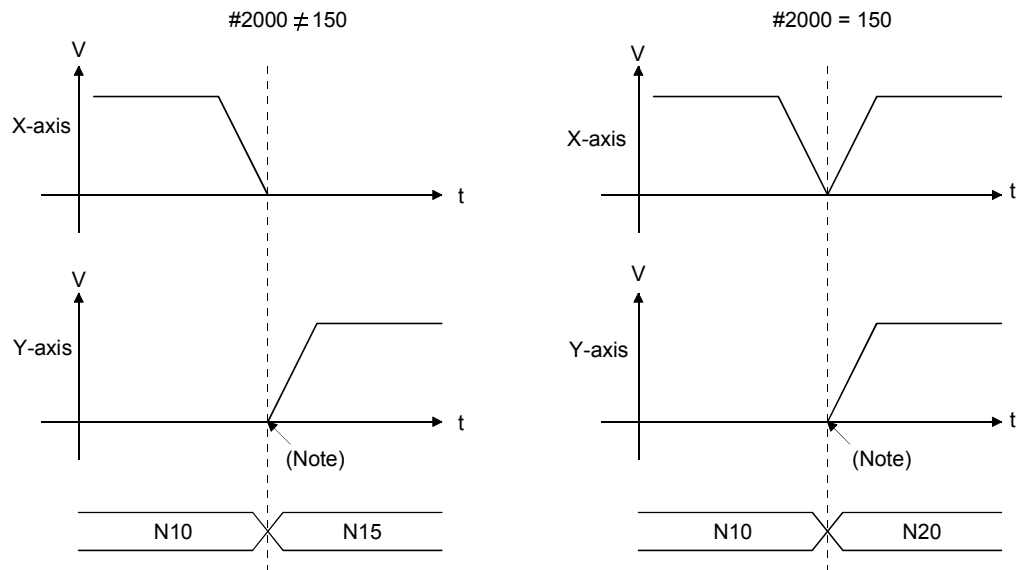 #2000 ≠ 150
V
X-axis
t
V
Y-axis
t
(Note)
N10 N15
#2000 = 150
V
X-axis
t
V
Y-axis
t
(Note)
N10 N20